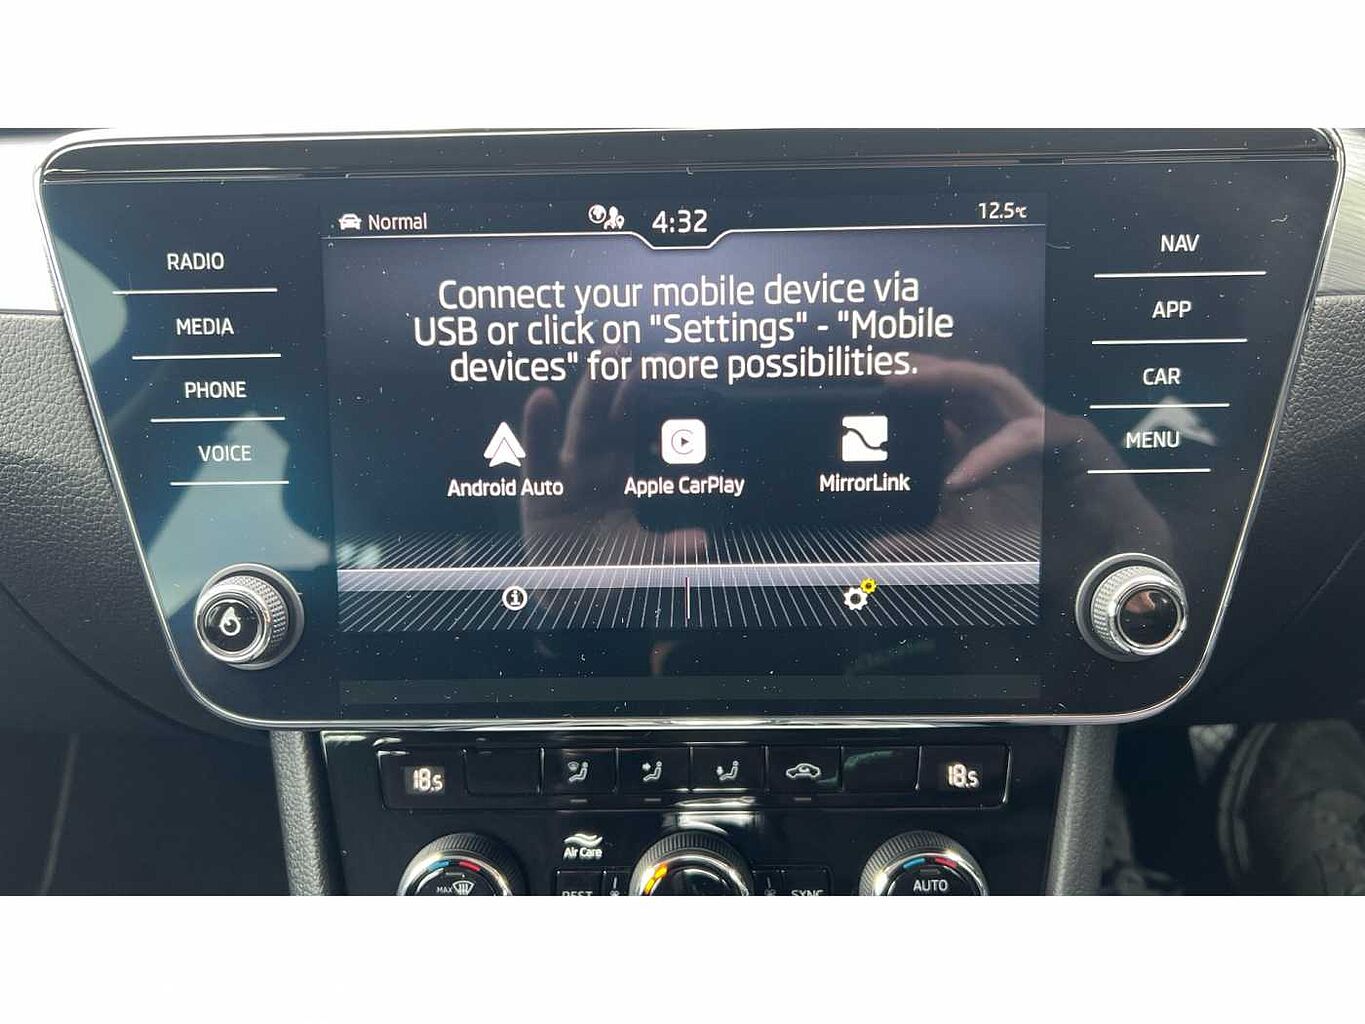 Normal
4:32
12.5°C
RADIO
MEDIA
PHONE
VOICE
Connect your mobile device via
USB or click on "Settings" - "Mobile
devices" for more possibilities.
Android Auto
Apple CarPlay
MirrorLink
NAV
APP
CAR
MENU
18.5
18.5
Air Care
MAX
REST
SYNC
AUTO